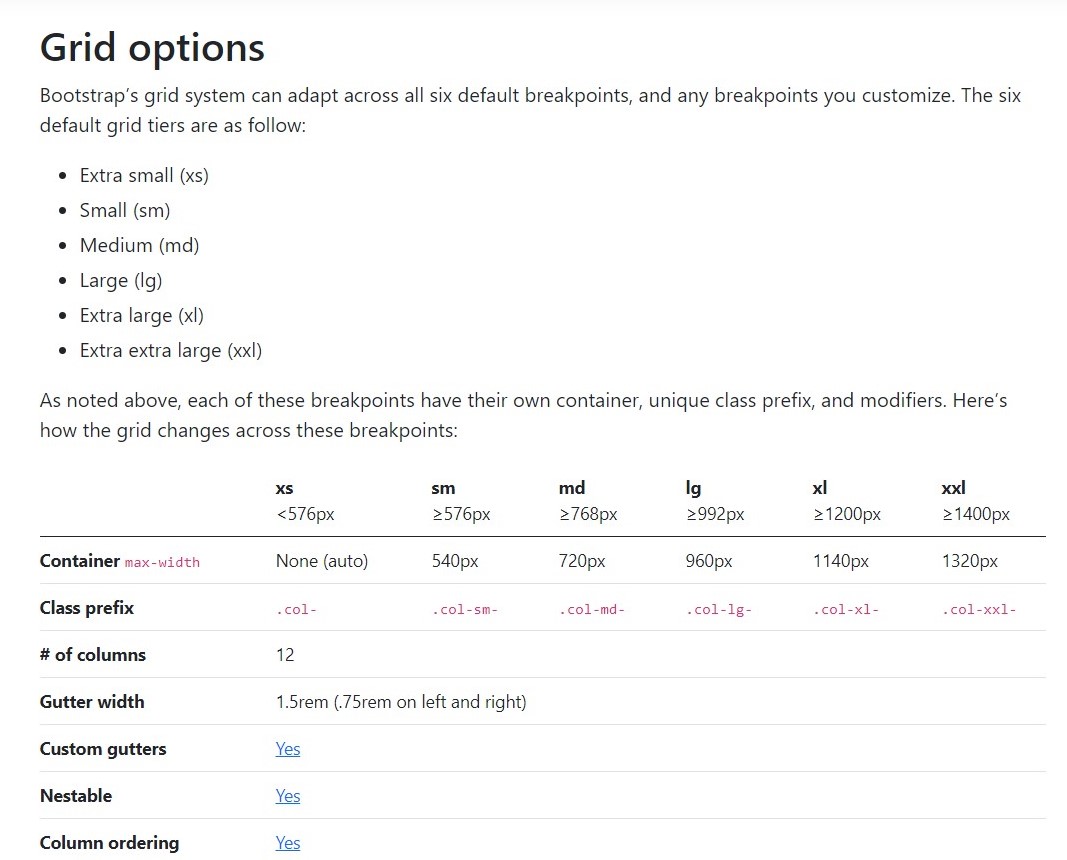 Grid options
Bootstrap’s grid system can adapt across all six default breakpoints, and any breakpoints you customize. The six
default grid tiers are as follow:
• Extra small (xs)
• Small (sm)
• Medium (md)
• Large (lg)
• Extra large (xl)
• Extra extra large (xxl)
As noted above, each of these breakpoints have their own container, unique class prefix, and modifiers. Here’s
how the grid changes across these breakpoints:
xs sm md lg xl xxl
<576px ≥576px ≥768px ≥992px ≥1200px ≥1400px
Container max-width None (auto) 540px 720px 960px 1140px 1320px
Class prefix .col- .col-sm- .col-md- .col-lg- .col-xl- .col-xxl-
# of columns 12
Gutter width 1.5rem (.75rem on left and right)
Custom gutters Yes
Nestable Yes
Column ordering Yes